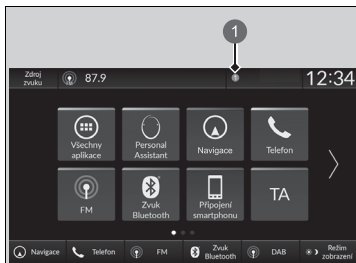 1
Zdroj
zvuku
87.9
12:34
Všechny
aplikace
Personal
Assistant
Navigace
Telefon
FM
Zvuk
Bluetooth
Připojení
smartphonu
TA
Navigace
Telefon
FM
Zvuk
Bluetooth
DAB
Režim
zobrazení